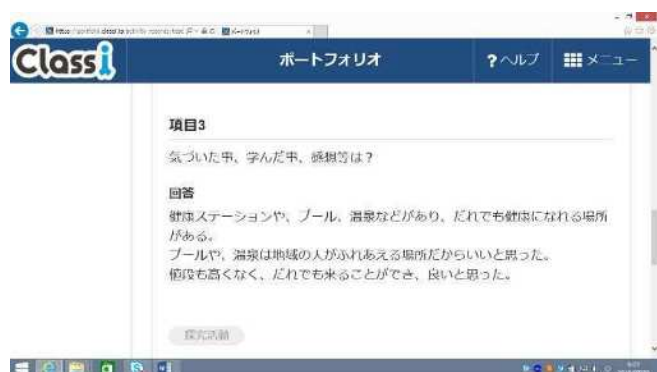 Classi
ポートフォリオ
?ヘルプ
メニュー
項目3
気づいた事、学んだ事、感想等は?
回答
健康ステーションや、プール、温泉などがあり、だれでも健康になれる場所
がある。
プールや、温泉は地域の人がふれあえる場所だからいいと思った。
値段も高くなく、だれでも来ることができ、良いと思った。
探究活動